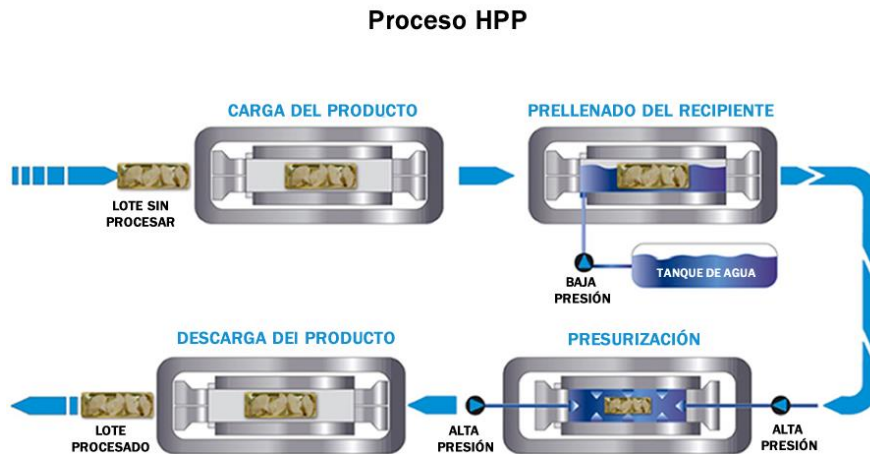 Proceso HPP
CARGA DEL PRODUCTO
PRELLENADO DEL RECIPIENTE
LOTE SIN
PROCESAR
TANQUE DE AGUA
BAJA
PRESIÓN
DESCARGA DEI PRODUCTO
PRESURIZACIÓN
LOTE
PROCESADO
ALTA
PRESIÓN
ALTA
PRESIÓN